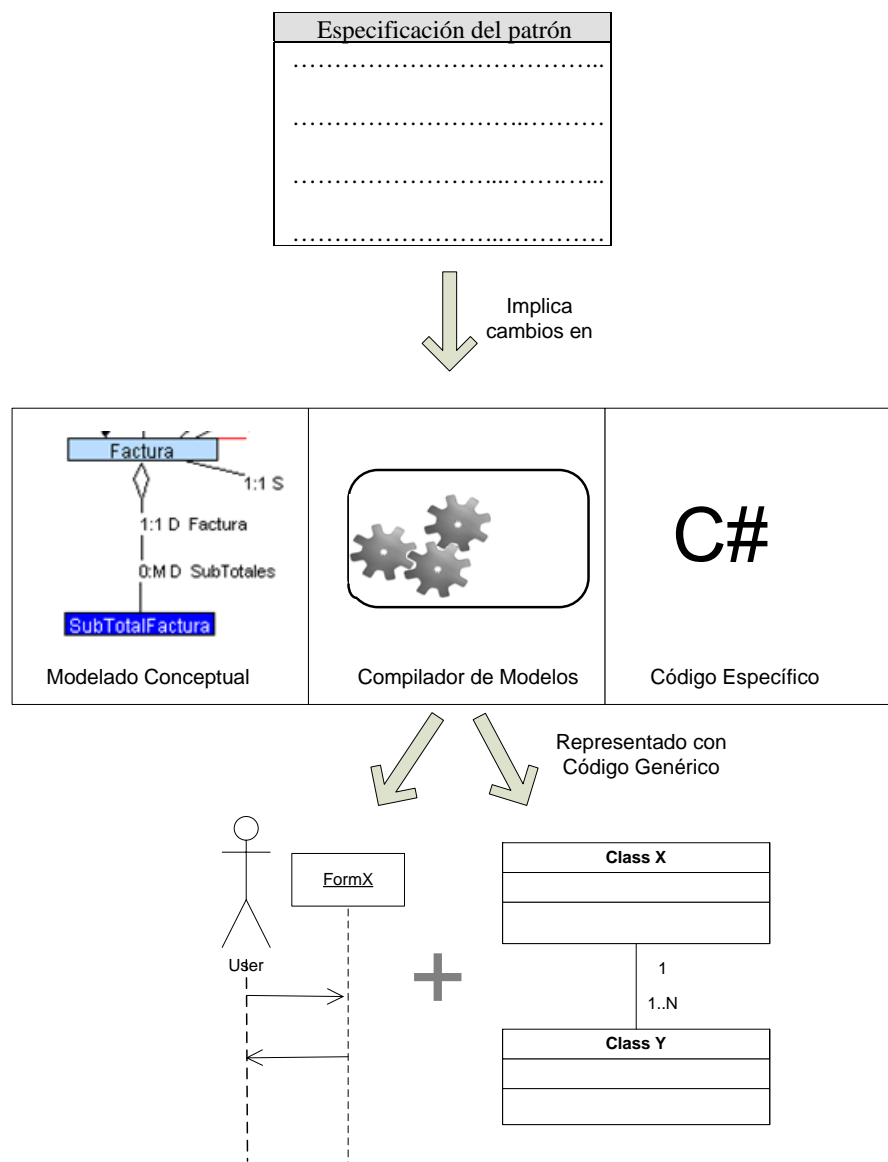 Especificación del patrón
……………………………….. 
………………………..………
……………………...…….…..
……………………...…………
Implica
cambios en
Factura
1:1 S
1:1 D Factura
0:M D SubTotales
SubTotalFactura
C#
Modelado Conceptual
Compilador de Modelos
Código Específico
Representado con
Código Genérico
FormX
User
Class X
1
1..N
Class Y